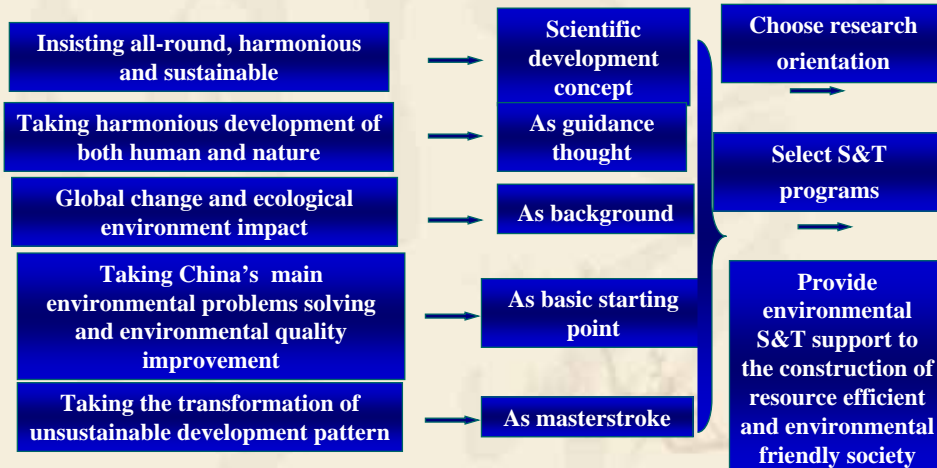 Insisting all-round, harmonious
and sustainable
Scientific
development
concept
Choose research
orientation
Taking harmonious development of
both human and nature
As guidance
thought
Select S&T
programs
Global change and ecological
environment impact
As background
Taking China's main
environmental problems solving
and environmental quality
improvement
As basic starting
point
Provide
environmental
S&T support to
the construction of
resource efficient
and environmental
friendly society
Taking the transformation of
unsustainable development pattern
As masterstroke